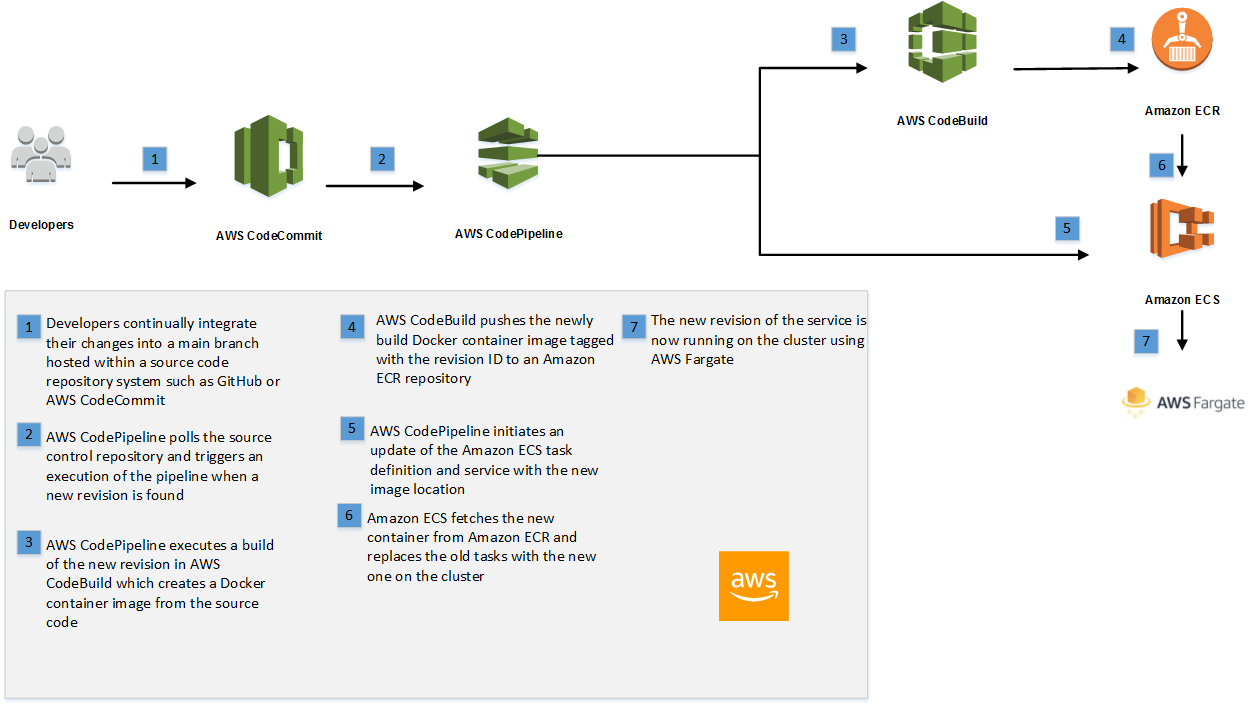 3
4
AWS CodeBuild
Amazon ECR
1
2
6
Developers
AWS CodeCommit
AWS CodePipeline
5
Amazon ECS
7
AWS Fargate
1
Developers continually integrate
their changes into a main branch
hosted within a source code
repository system such as GitHub or
AWS CodeCommit
2
AWS CodePipeline polls the source
control repository and triggers an
execution of the pipeline when a
new revision is found
3
AWS CodePipeline executes a build
of the new revision in AWS
CodeBuild which creates a Docker
container image from the source
code
4
AWS CodeBuild pushes the newly
build Docker container image tagged
with the revision ID to an Amazon
ECR repository
5
AWS CodePipeline initiates an
update of the Amazon ECS task
definition and service with the new
image location
6
Amazon ECS fetches the new
container from Amazon ECR and
replaces the old tasks with the new
one on the cluster
7
The new revision of the service is
now running on the cluster using
AWS Fargate
aws